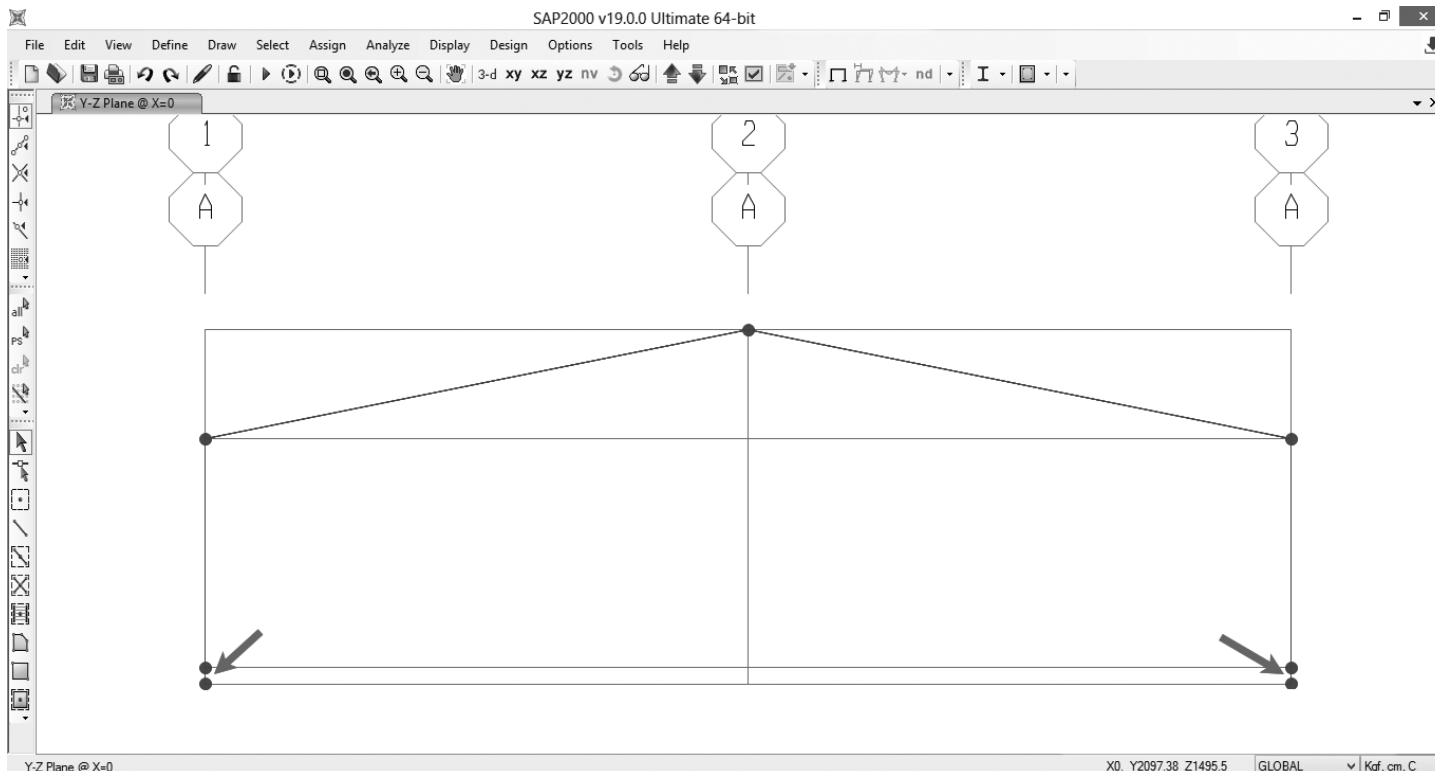 SAP2000 v19.0.0 Ultimate 64-bit
File Edit View Define Draw Select Assign Analyze Display Design Options Tools Help
3-d xy xz yz nv nd
Y-Z Plane @ X=0
1 2 3
A A A
all
PS
clr
Y-Z Plane @ X=0 X0, Y2097.38 Z1495.5 GLOBAL Kgf, cm, C